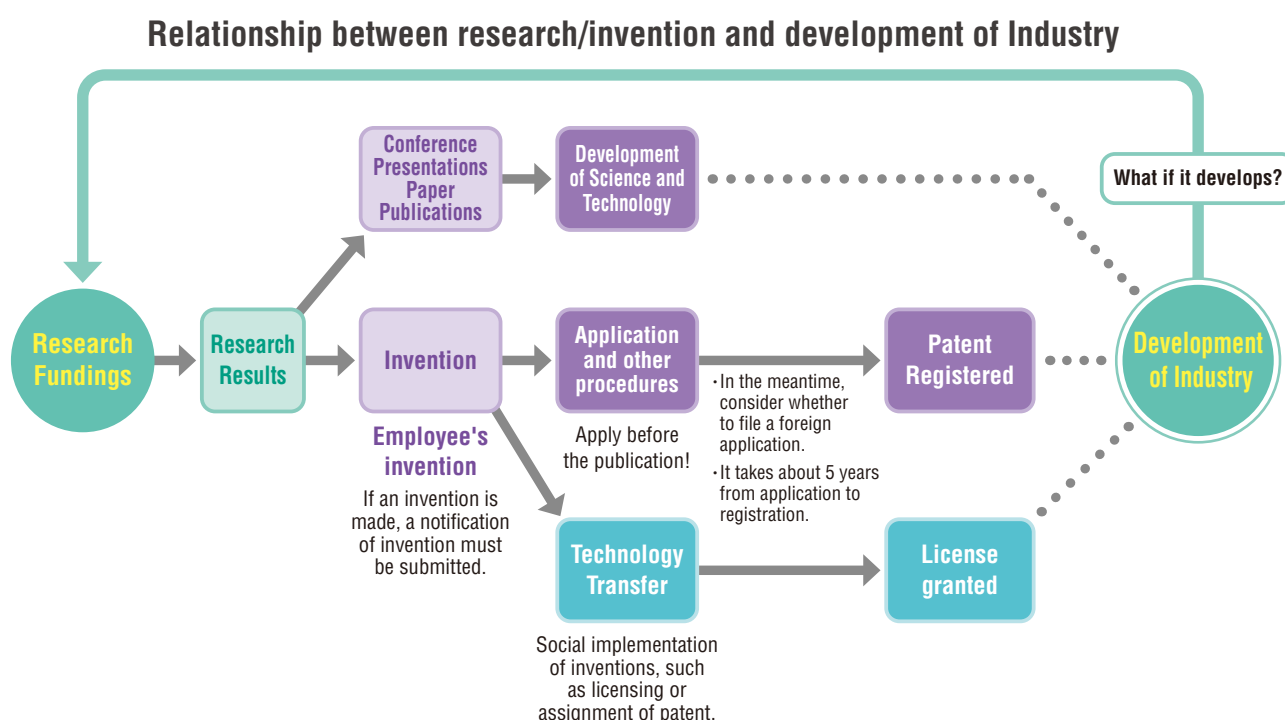 Relationship between research/invention and development of Industry
Conference
Presentations
Paper
Publications
Development
of Science and
Technology
What if it develops?
Research
Fundings
Research
Results
Invention
Employee's
invention
If an invention is
made, a notification
of invention must
be submitted.
Application
and other
procedures
Apply before
the publication!
・In the meantime,
consider whether
to file a foreign
application.
・It takes about 5 years
from application to
registration.
Patent
Registered
Development
of Industry
Technology
Transfer
Social implementation
of inventions, such
as licensing or
assignment of patent.
License
granted